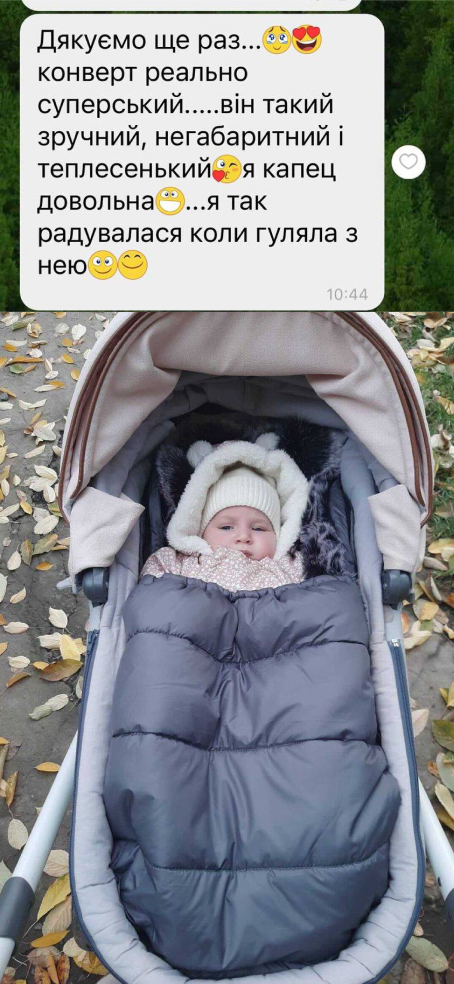 Дякуємо ще раз...🥹😍
конверт реально
суперський.....він такий
зручний, негабаритний і
теплесенький😘я капец
довольна😁...я так
радувалася коли гуляла з
нею🙂😊
10:44